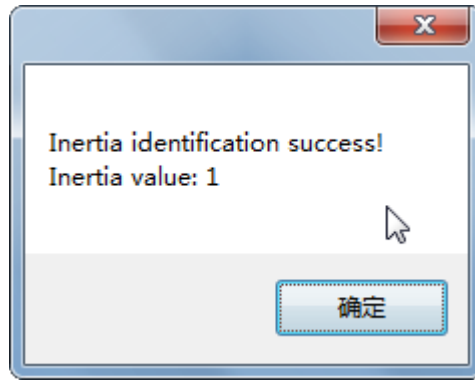 Inertia identification success!
Inertia value: 1
确定